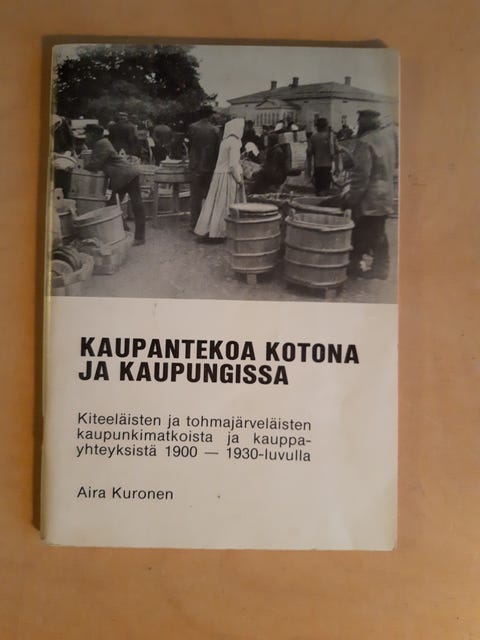 KAUPANTEKOA KOTONA
JA KAUPUNGISSA
Kiteeläisten ja tohmajärveläisten
kaupunkimatkoista ja kauppa-
yhteyksistä 1900 — 1930-luvulla
Aira Kuronen